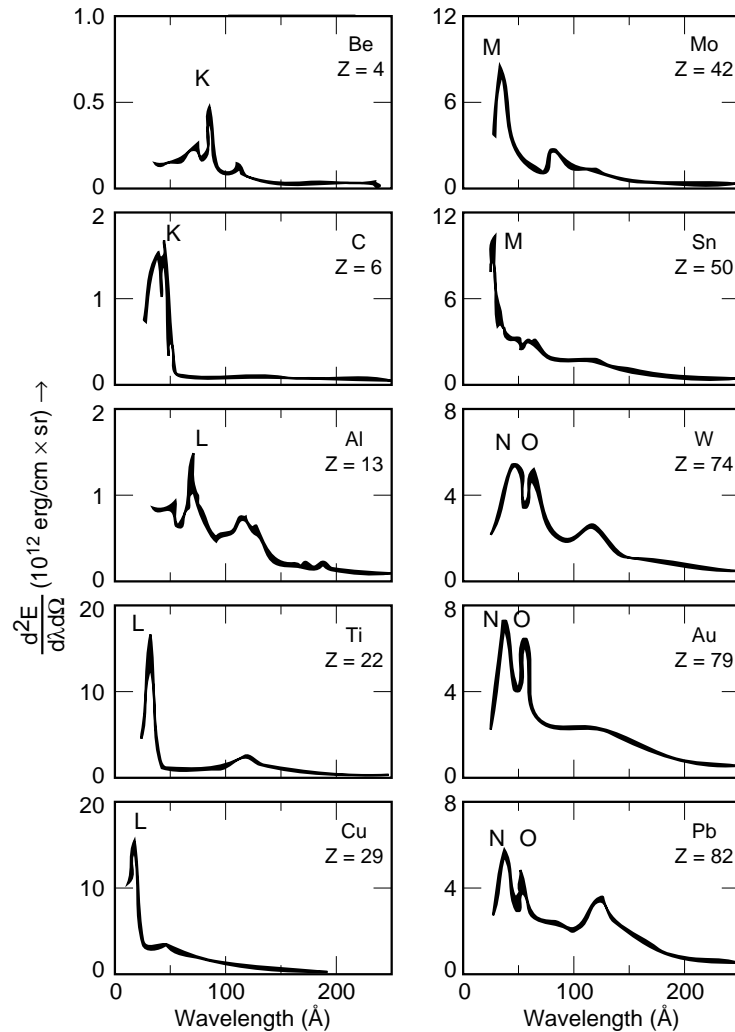 d²E/dλdΩ (10¹² erg/cm × sr) →
1.0
0.5
0
K
Be
Z = 4
2
1
0
K
C
Z = 6
2
1
0
L
Al
Z = 13
20
10
0
L
Ti
Z = 22
20
10
0
L
Cu
Z = 29
0 100 200
Wavelength (Å)
12
6
0
M
Mo
Z = 42
12
6
0
M
Sn
Z = 50
8
4
0
N O
W
Z = 74
8
4
0
N O
Au
Z = 79
8
4
0
N O
Pb
Z = 82
0 100 200
Wavelength (Å)